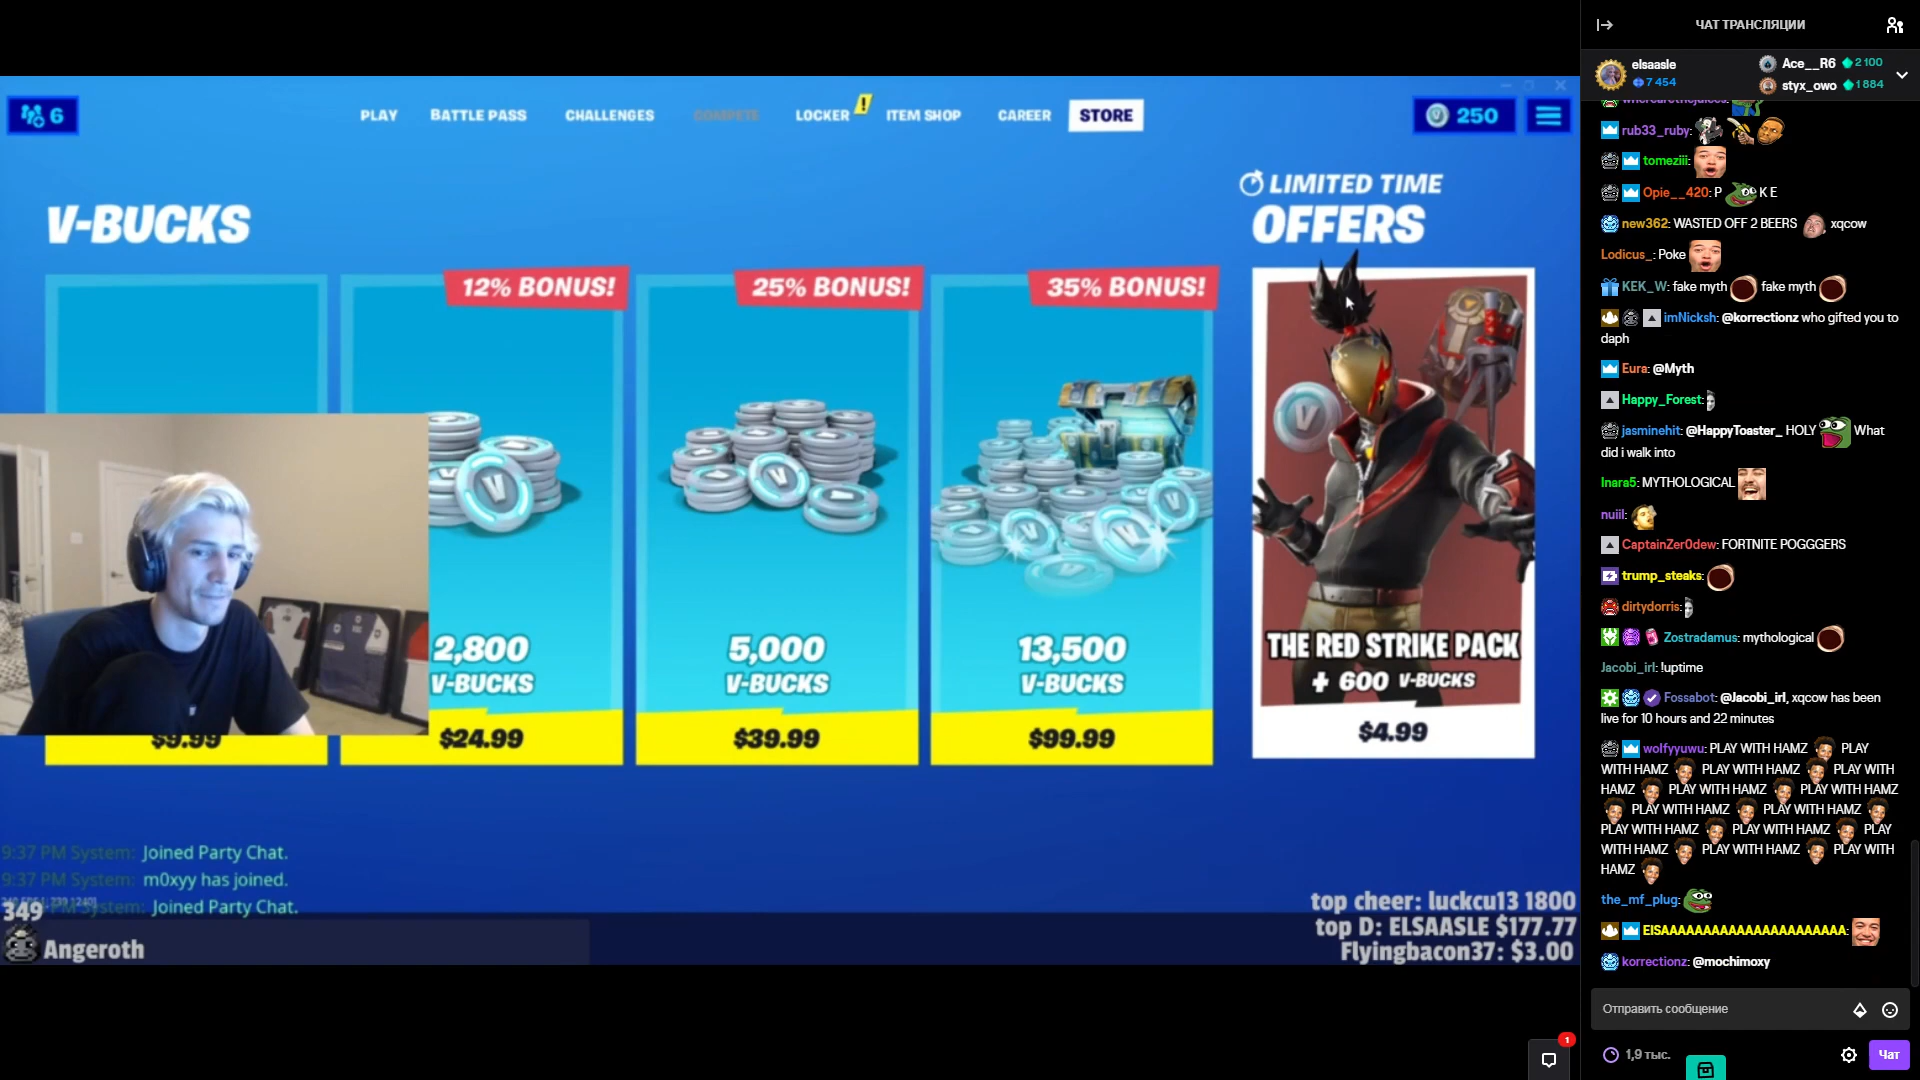 6
PLAY
BATTLE PASS
CHALLENGES
COMPETE
LOCKER
ITEM SHOP
CAREER
STORE
250
V-BUCKS
LIMITED TIME
OFFERS
12% BONUS!
25% BONUS!
35% BONUS!
2,800
V-BUCKS
5,000
V-BUCKS
13,500
V-BUCKS
THE RED STRIKE PACK
+ 600 V-BUCKS
$9.99
$24.99
$39.99
$99.99
$4.99
9:37 PM System: Joined Party Chat.
9:37 PM System: m0xyy has joined.
PM System: Joined Party Chat.
349
Angeroth
top cheer: luckcu13 1800
top D: ELSAASLE $177.77
Flyingbacon37: $3.00
ЧАТ ТРАНСЛЯЦИИ
elsaasle
7 454
Ace__R6 2 100
styx_owo 1 884
rub33_ruby:
tomeziii:
Opie__420: P K E
new362: WASTED OFF 2 BEERS xqcow
Lodicus_: Poke
KEK_W: fake myth fake myth
imNicksh: @korrectionz who gifted you to
daph
Eura: @Myth
Happy_Forest:
jasminehit: @HappyToaster_ HOLY What
did i walk into
Inara5: MYTHOLOGICAL
nuiil:
CaptainZer0dew: FORTNITE POGGGERS
trump_steaks:
dirtydorris:
Zostradamus: mythological
Jacobi_irl: !uptime
Fossabot: @Jacobi_irl, xqcow has been
live for 10 hours and 22 minutes
wolfyyuwu: PLAY WITH HAMZ PLAY
WITH HAMZ PLAY WITH HAMZ PLAY WITH
HAMZ PLAY WITH HAMZ PLAY WITH HAMZ
PLAY WITH HAMZ PLAY WITH HAMZ
PLAY WITH HAMZ PLAY WITH HAMZ PLAY
WITH HAMZ PLAY WITH HAMZ PLAY WITH
HAMZ
the_mf_plug:
korrectionz: @mochimoxy
Отправить сообщение
1,9 тыс.
Чат
1